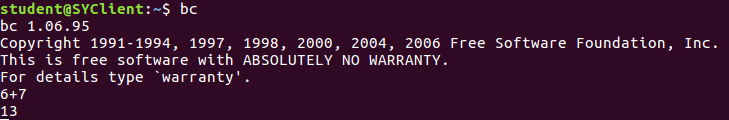 student@SYClient:~$ bc
bc 1.06.95
Copyright 1991-1994, 1997, 1998, 2000, 2004, 2006 Free Software Foundation, Inc.
This is free software with ABSOLUTELY NO WARRANTY.
For details type `warranty'.
6+7
13